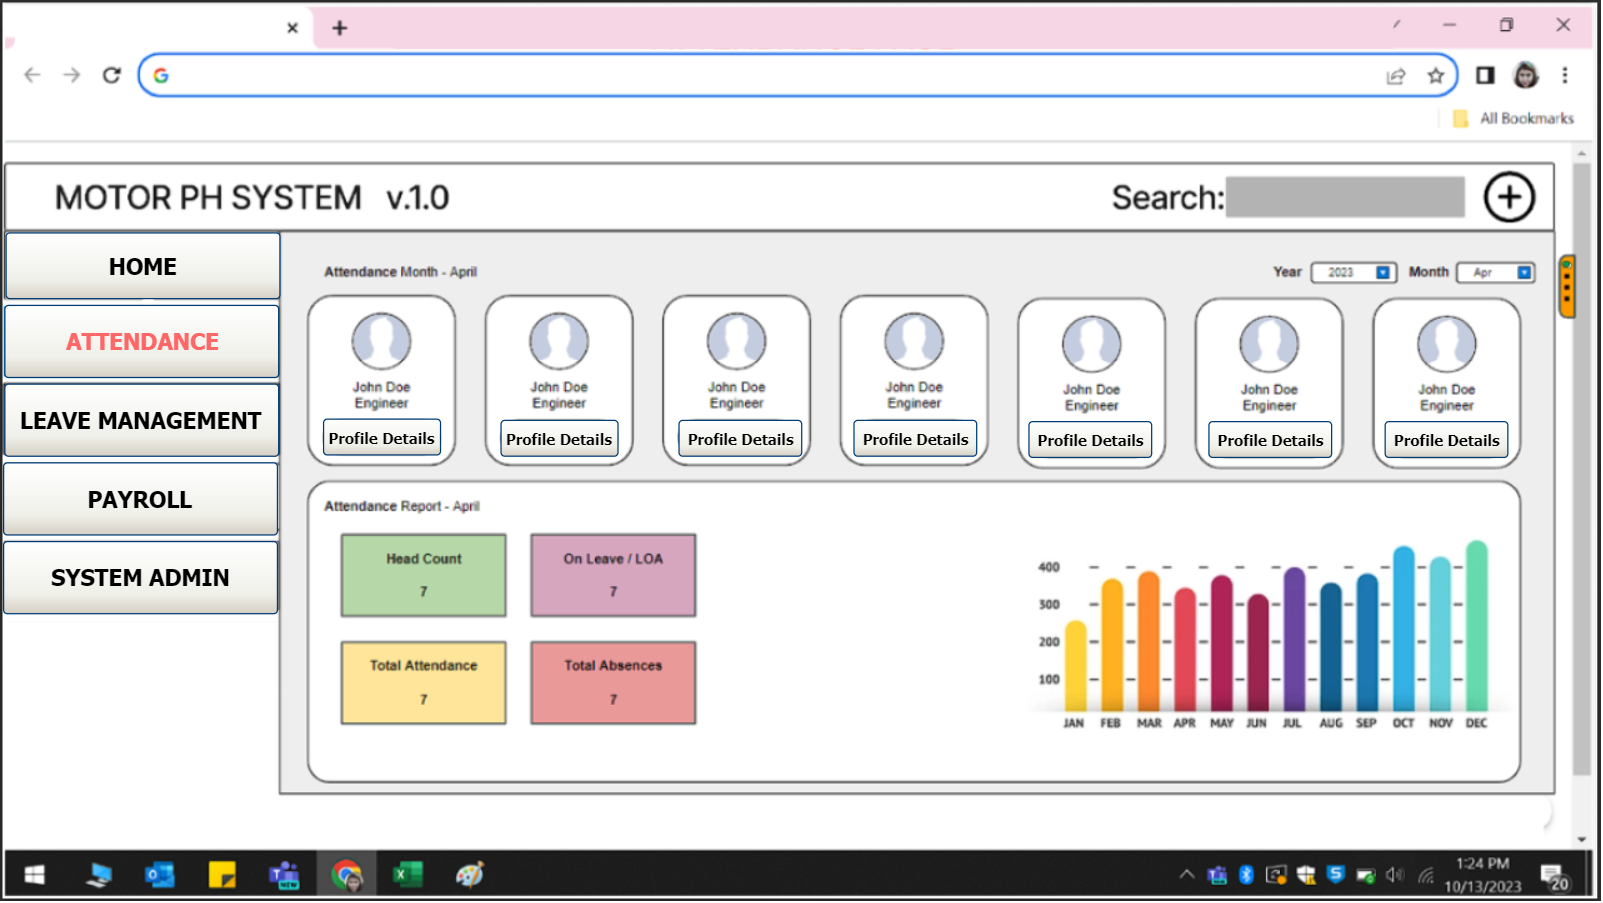 All Bookmarks
MOTOR PH SYSTEM v.1.0
Search:
HOME
ATTENDANCE
LEAVE MANAGEMENT
PAYROLL
SYSTEM ADMIN
Attendance Month - April
Year 2023 Month Apr
John Doe
Engineer
Profile Details
John Doe
Engineer
Profile Details
John Doe
Engineer
Profile Details
John Doe
Engineer
Profile Details
John Doe
Engineer
Profile Details
John Doe
Engineer
Profile Details
John Doe
Engineer
Profile Details
Attendance Report - April
Head Count
7
On Leave / LOA
7
Total Attendance
7
Total Absences
7
400
300
200
100
JAN FEB MAR APR MAY JUN JUL AUG SEP OCT NOV DEC
NEW
1:24 PM
10/13/2023
20